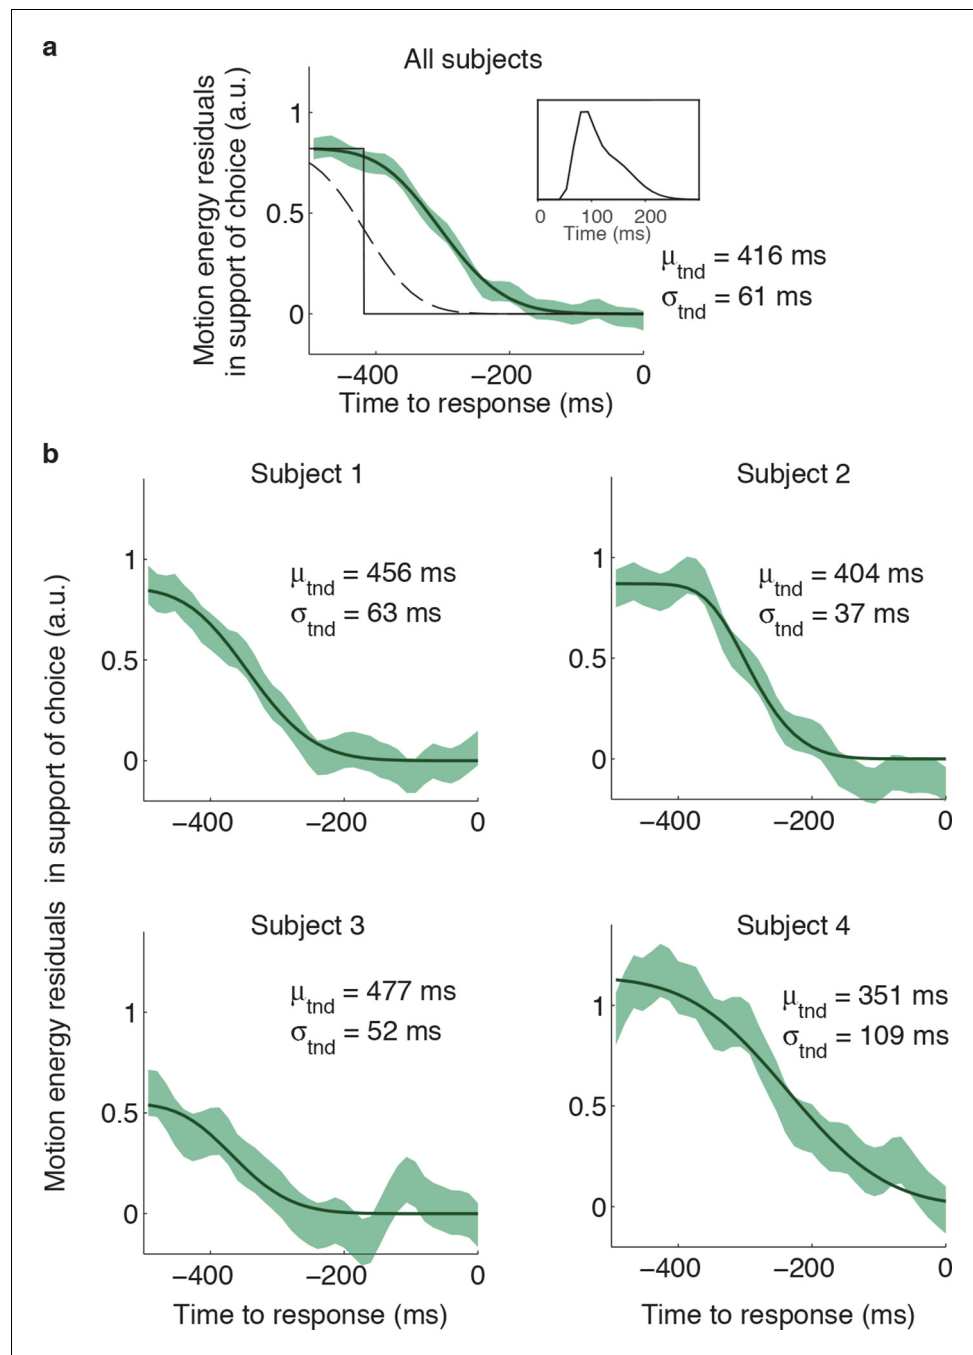 a
All subjects
Motion energy residuals
in support of choice (a.u.)
1
0.5
0
−400
−200
0
Time to response (ms)
0
100
200
Time (ms)
μtnd = 416 ms
σtnd = 61 ms
b
Motion energy residuals in support of choice (a.u.)
Subject 1
μtnd = 456 ms
σtnd = 63 ms
1
0.5
0
−400
−200
0
Subject 2
μtnd = 404 ms
σtnd = 37 ms
1
0.5
0
−400
−200
0
Subject 3
μtnd = 477 ms
σtnd = 52 ms
1
0.5
0
−400
−200
0
Time to response (ms)
Subject 4
μtnd = 351 ms
σtnd = 109 ms
1
0.5
0
−400
−200
0
Time to response (ms)